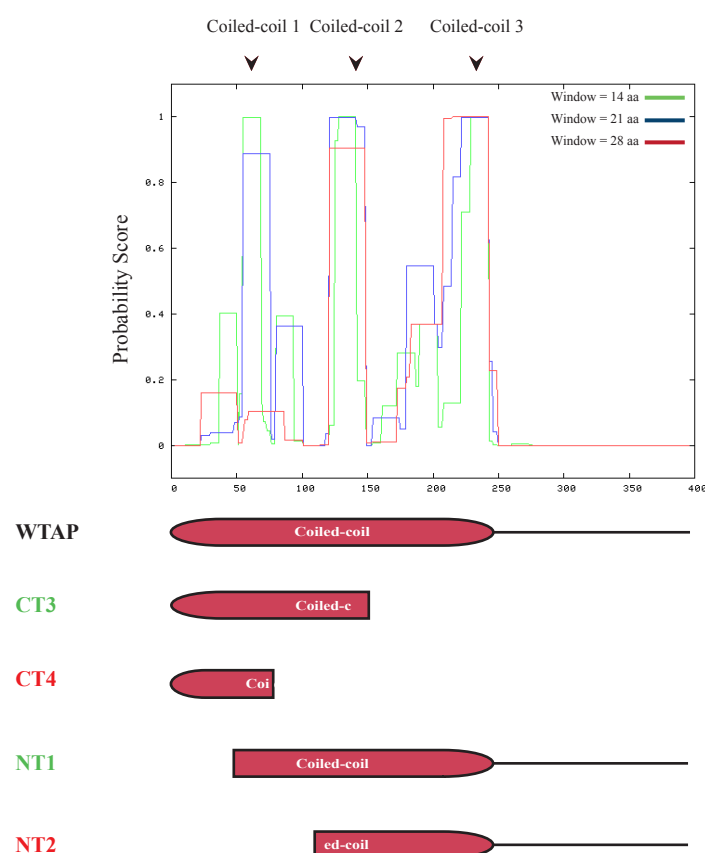 Coiled-coil 1 Coiled-coil 2 Coiled-coil 3
Window = 14 aa
Window = 21 aa
Window = 28 aa
Probability Score
1
0.8
0.6
0.4
0.2
0
0 50 100 150 200 250 300 350 400
WTAP Coiled-coil
CT3 Coiled-c
CT4 Coi
NT1 Coiled-coil
NT2 ed-coil